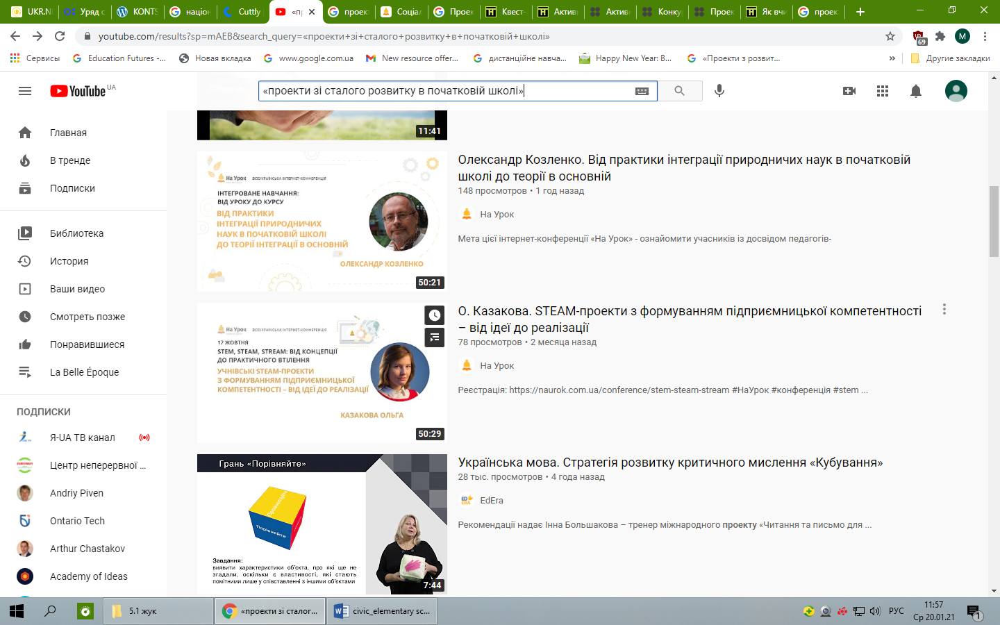 UKR.NI
Уряд с
KONTS
націон
Cuttly
«пр
проек
Соціал
Проек
Квест-
Активн
Активн
Конку
Проек
Як вчи
проек
youtube.com/results?sp=mAEB&search_query=«проекти+зі+сталого+розвитку+в+початковій+школі»
69
M
Сервисы
Education Futures -...
Новая вкладка
www.google.com.ua
New resource offer...
дистанційне навча...
Happy New Year: B...
«Проекти з розвит...
»
Другие закладки
YouTube UA
«проекти зі сталого розвитку в початковій школі»
Главная
В тренде
Подписки
Библиотека
История
Ваши видео
Смотреть позже
Понравившиеся
La Belle Époque
ПОДПИСКИ
Я-UA ТВ канал
Центр неперервної ...
Andriy Piven
Ontario Tech
Arthur Chastakov
Academy of Ideas
11:41
На Урок
ВСЕУКРАЇНСЬКА ІНТЕРНЕТ-КОНФЕРЕНЦІЯ
ІНТЕГРОВАНЕ НАВЧАННЯ:
ВІД УРОКУ ДО КУРСУ
ВІД ПРАКТИКИ
ІНТЕГРАЦІЇ ПРИРОДНИЧИХ
НАУК В ПОЧАТКОВІЙ ШКОЛІ
ДО ТЕОРІЇ ІНТЕГРАЦІЇ В ОСНОВНІЙ
ОЛЕКСАНДР КОЗЛЕНКО
50:21
Олександр Козленко. Від практики інтеграції природничих наук в початковій
школі до теорії в основній
148 просмотров • 1 год назад
На Урок
Мета цієї інтернет-конференції «На Урок» - ознайомити учасників із досвідом педагогів-
На Урок
ВСЕУКРАЇНСЬКА ІНТЕРНЕТ-КОНФЕРЕНЦІЯ
17 ЖОВТНЯ
STEM, STEAM, STREAM: ВІД КОНЦЕПЦІЇ
ДО ПРАКТИЧНОГО ВТІЛЕННЯ
УЧНІВСЬКІ STEAM-ПРОЕКТИ
З ФОРМУВАННЯМ ПІДПРИЄМНИЦЬКОЇ
КОМПЕТЕНТНОСТІ – ВІД ІДЕЇ ДО РЕАЛІЗАЦІЇ
КАЗАКОВА ОЛЬГА
50:29
О. Казакова. STEAM-проекти з формуванням підприємницької компетентності
– від ідеї до реалізації
78 просмотров • 2 месяца назад
На Урок
Реєстрація: https://naurok.com.ua/conference/stem-steam-stream #НаУрок #конференція #stem ...
Грань «Порівняйте»
Порівняйте
Завдання:
виявити характеристики об'єкта, про які ще не
згадали, оскільки є властивості, які стають
помітними лише у співставленні з іншими об'єктами
7:44
Українська мова. Стратегія розвитку критичного мислення «Кубування»
28 тыс. просмотров • 4 года назад
EdEra
Рекомендації надає Інна Большакова – тренер міжнародного проекту «Читання та письмо для ...
5.1 жук
«проекти зі сталог...
civic_elementary sc...
РУС
11:57
Ср 20.01.21
1